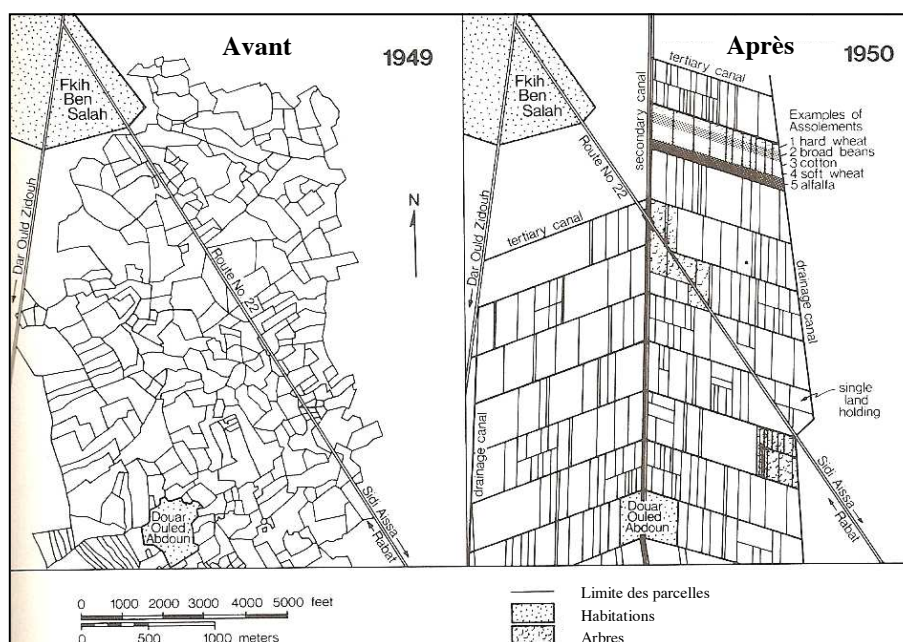 Avant
1949
Fkih
Ben
Salah
Dar Ould Zidouh
Route No. 22
N
Douar
Ouled
Abdoun
Sidi Aissa
Rabat
Après
1950
Fkih
Ben
Salah
tertiary canal
secondary canal
Examples of
Assolements
1 hard wheat
2 broad beans
3 cotton
4 soft wheat
5 alfalfa
Route No. 22
Dar Ould Zidouh
tertiary canal
drainage canal
single
land
holding
drainage canal
Douar
Ouled
Abdoun
Sidi Aissa
Rabat
0 1000 2000 3000 4000 5000 feet
0 500 1000 meters
Limite des parcelles
Habitations
Arbres